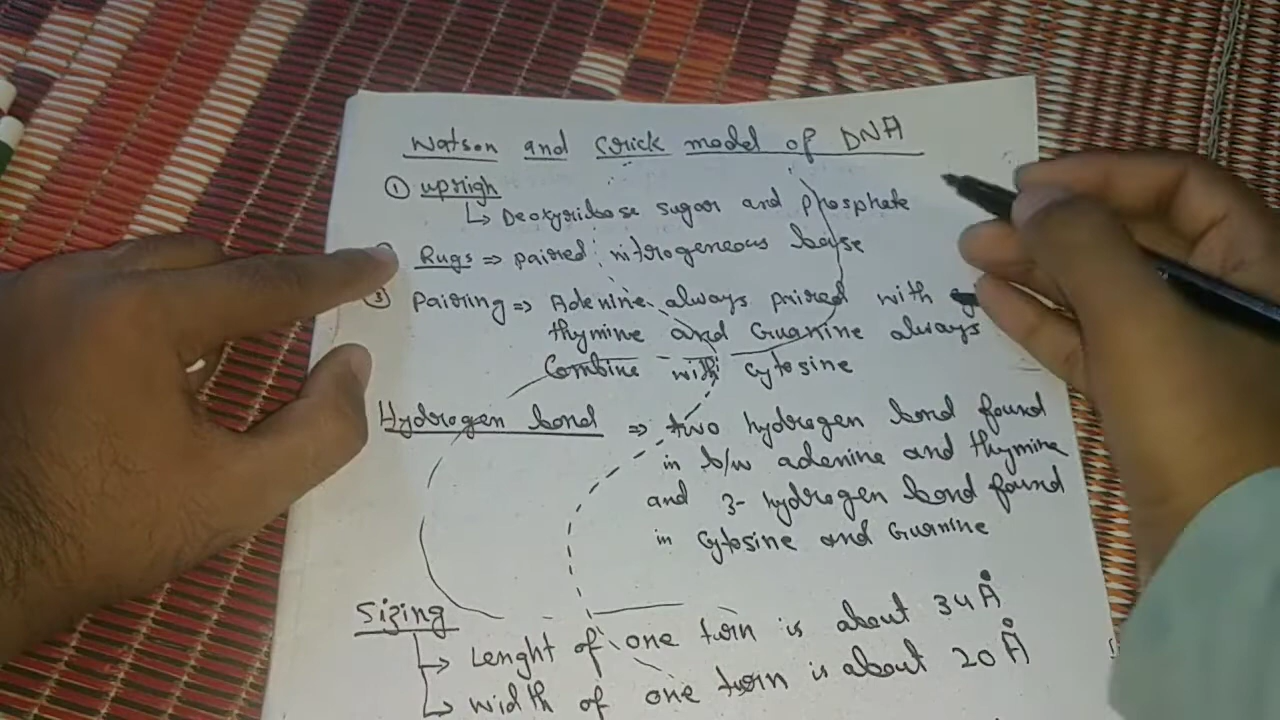 Watson and Crick model of DNA
① uprigh
↳ Deoxyribose sugar and phosphate
Rugs ⇒ paired nitrogeneous base
③ pairing ⇒ Adenine always paired with
thymine and Guanine always
Combine with cytosine
Hydrogen bond ⇒ two hydrogen bond found
in b/w adenine and thymine
and 3- hydrogen bond found
in cytosine and Guanine
Sizing
→ Lenght of one turn is about 34 Å
→ width of one turn is about 20 Å